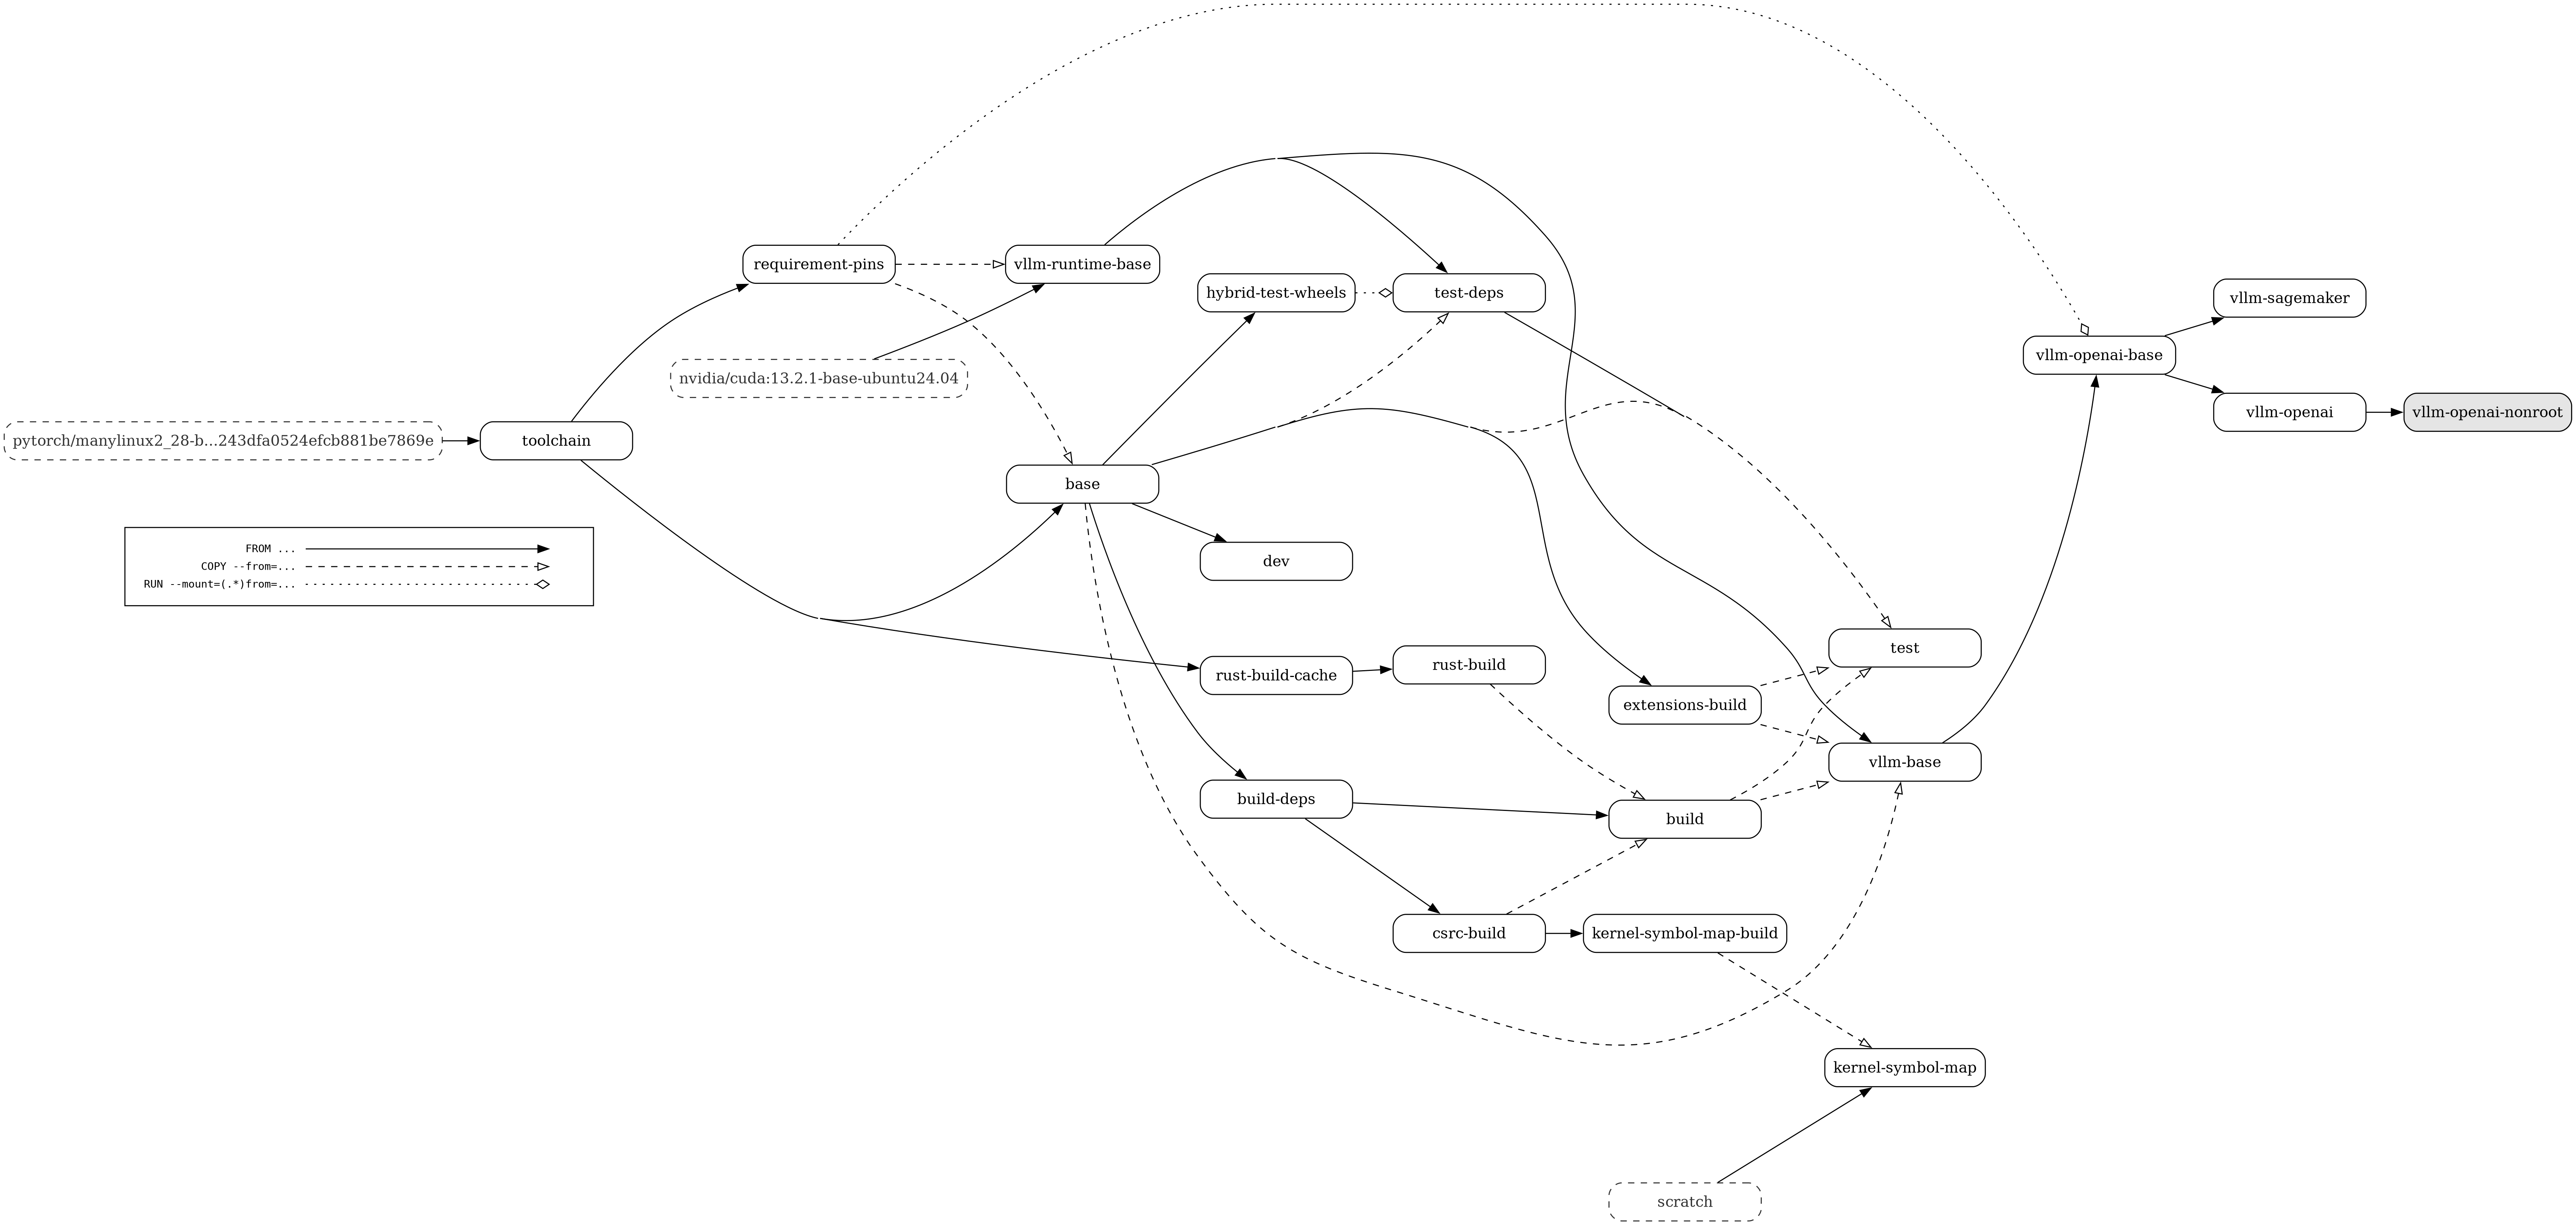 requirement-pins
vllm-runtime-base
hybrid-test-wheels
test-deps
vllm-sagemaker
vllm-openai-base
nvidia/cuda:13.2.1-base-ubuntu24.04
vllm-openai
vllm-openai-nonroot
pytorch/manylinux2_28-b...243dfa0524efcb881be7869e
toolchain
base
FROM ...
COPY --from=...
RUN --mount=(.*)from=...
dev
test
rust-build
rust-build-cache
extensions-build
vllm-base
build-deps
build
csrc-build
kernel-symbol-map-build
kernel-symbol-map
scratch